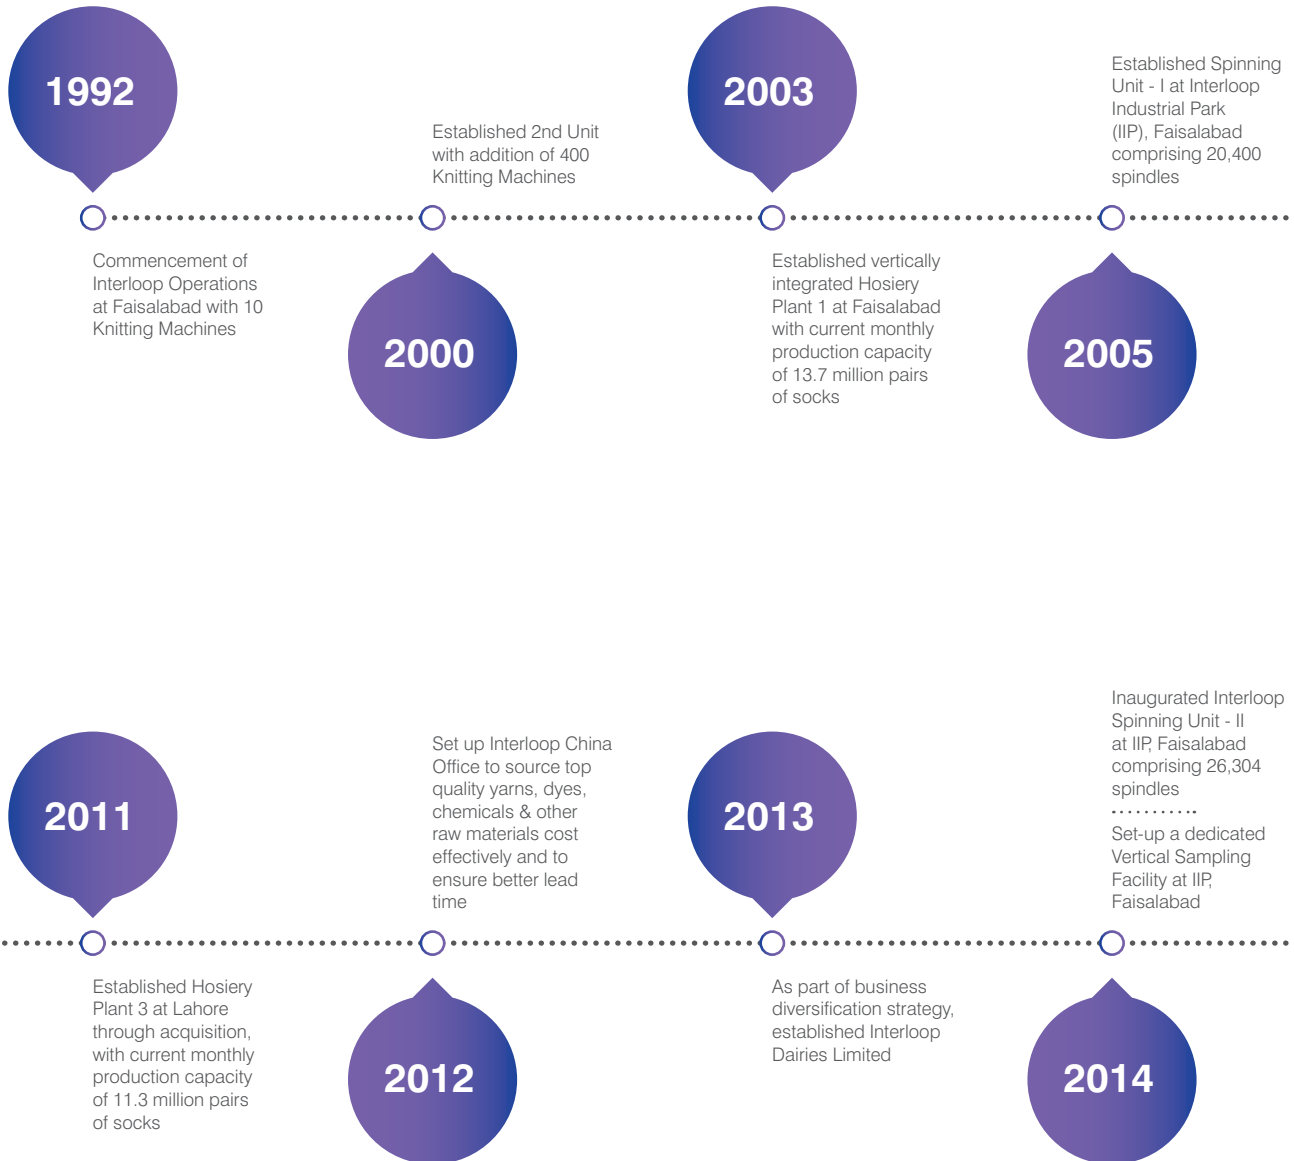 1992
Commencement of
Interloop Operations
at Faisalabad with 10
Knitting Machines
Established 2nd Unit
with addition of 400
Knitting Machines
2000
2003
Established vertically
integrated Hosiery
Plant 1 at Faisalabad
with current monthly
production capacity
of 13.7 million pairs
of socks
Established Spinning
Unit - I at Interloop
Industrial Park
(IIP), Faisalabad
comprising 20,400
spindles
2005
2011
Established Hosiery
Plant 3 at Lahore
through acquisition,
with current monthly
production capacity
of 11.3 million pairs
of socks
Set up Interloop China
Office to source top
quality yarns, dyes,
chemicals & other
raw materials cost
effectively and to
ensure better lead
time
2012
2013
As part of business
diversification strategy,
established Interloop
Dairies Limited
Inaugurated Interloop
Spinning Unit - II
at IIP, Faisalabad
comprising 26,304
spindles
Set-up a dedicated
Vertical Sampling
Facility at IIP,
Faisalabad
2014